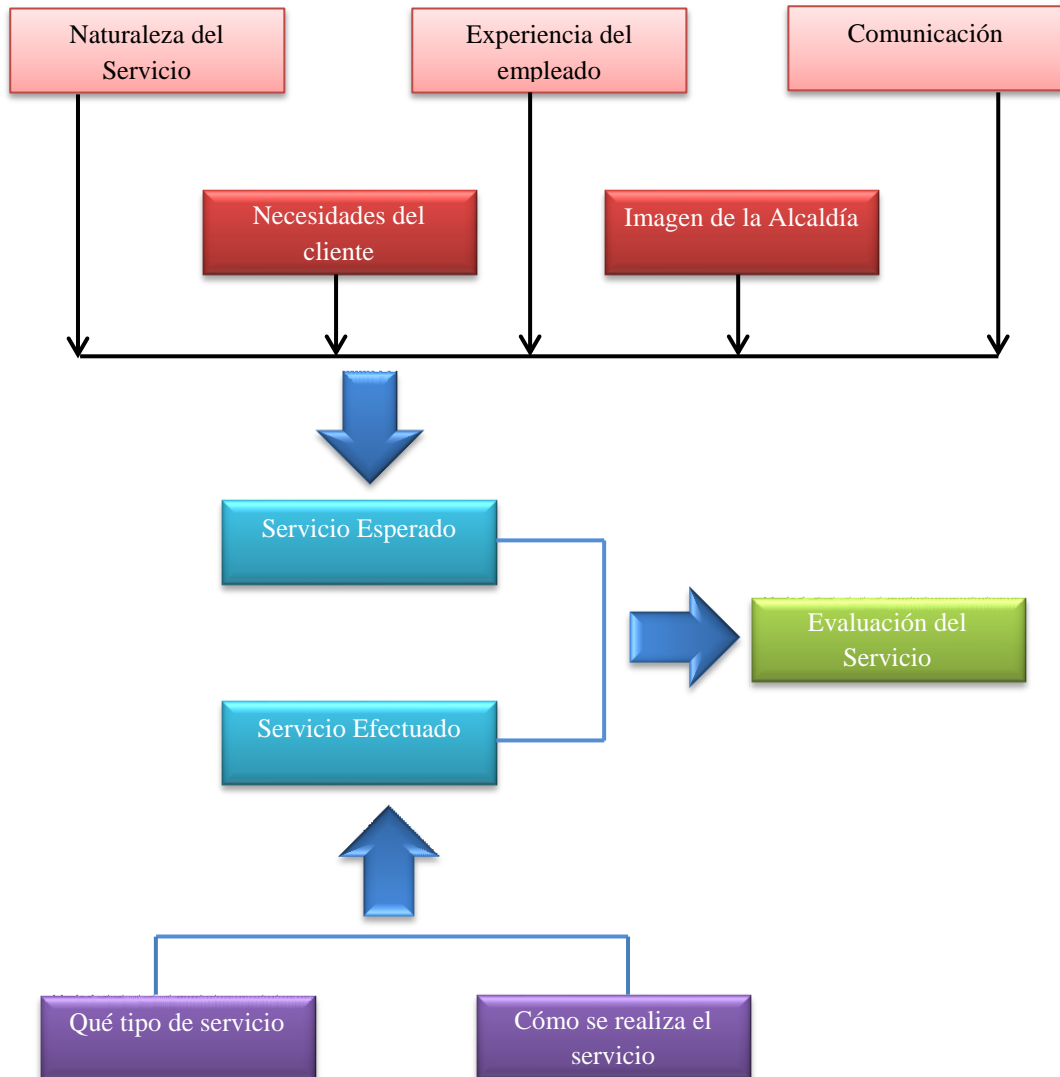 Naturaleza del
Servicio
Experiencia del
empleado
Comunicación
Necesidades del
cliente
Imagen de la Alcaldía
Servicio Esperado
Evaluación del
Servicio
Servicio Efectuado
Qué tipo de servicio
Cómo se realiza el
servicio